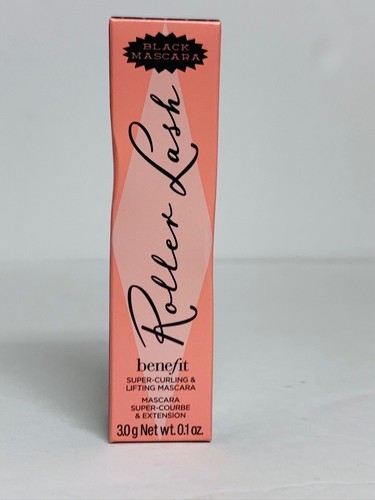 BLACK
MASCARA
Roller Lash
benefit
SUPER-CURLING &
LIFTING MASCARA
MASCARA
SUPER-COURBE
& EXTENSION
3.0 g Net wt. 0.1 oz.